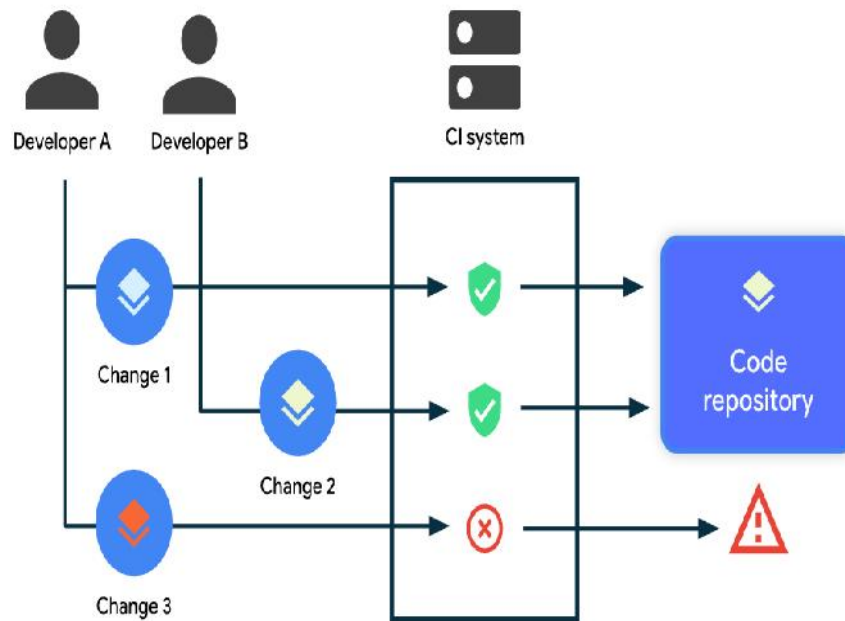 Developer A
Developer B
CI system
Change 1
Code
repository
Change 2
Change 3